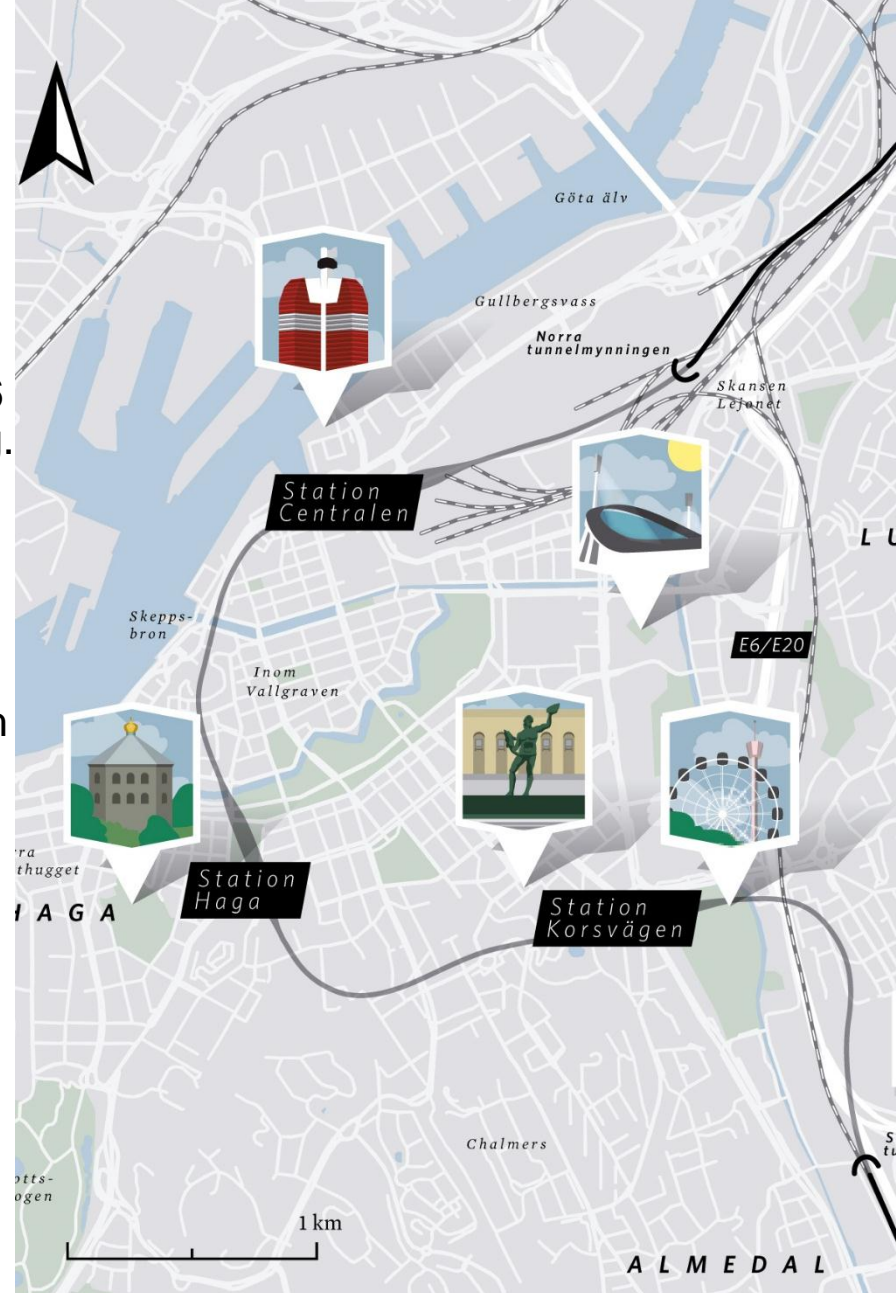 Göta älv
Gullbergsvass
Norra
tunnelmynningen
Skansen
Lejonet
Station
Centralen
Skepps-
bron
E6/E20
Inom
Vallgraven
Station
Haga
Station
Korsvägen
Chalmers
1 km
ALMEDAL